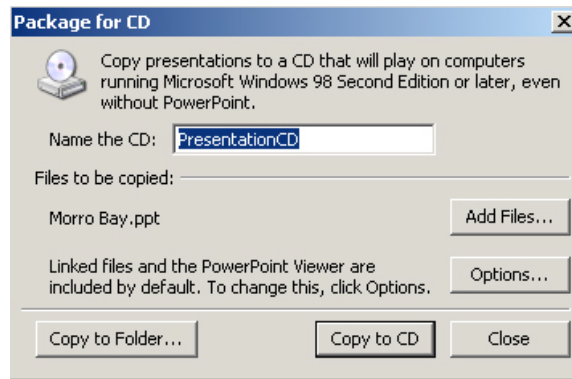 Package for CD
Copy presentations to a CD that will play on computers
running Microsoft Windows 98 Second Edition or later, even
without PowerPoint.
Name the CD: PresentationCD
Files to be copied:
Morro Bay.ppt
Add Files...
Linked files and the PowerPoint Viewer are
included by default. To change this, click Options.
Options...
Copy to Folder...
Copy to CD
Close